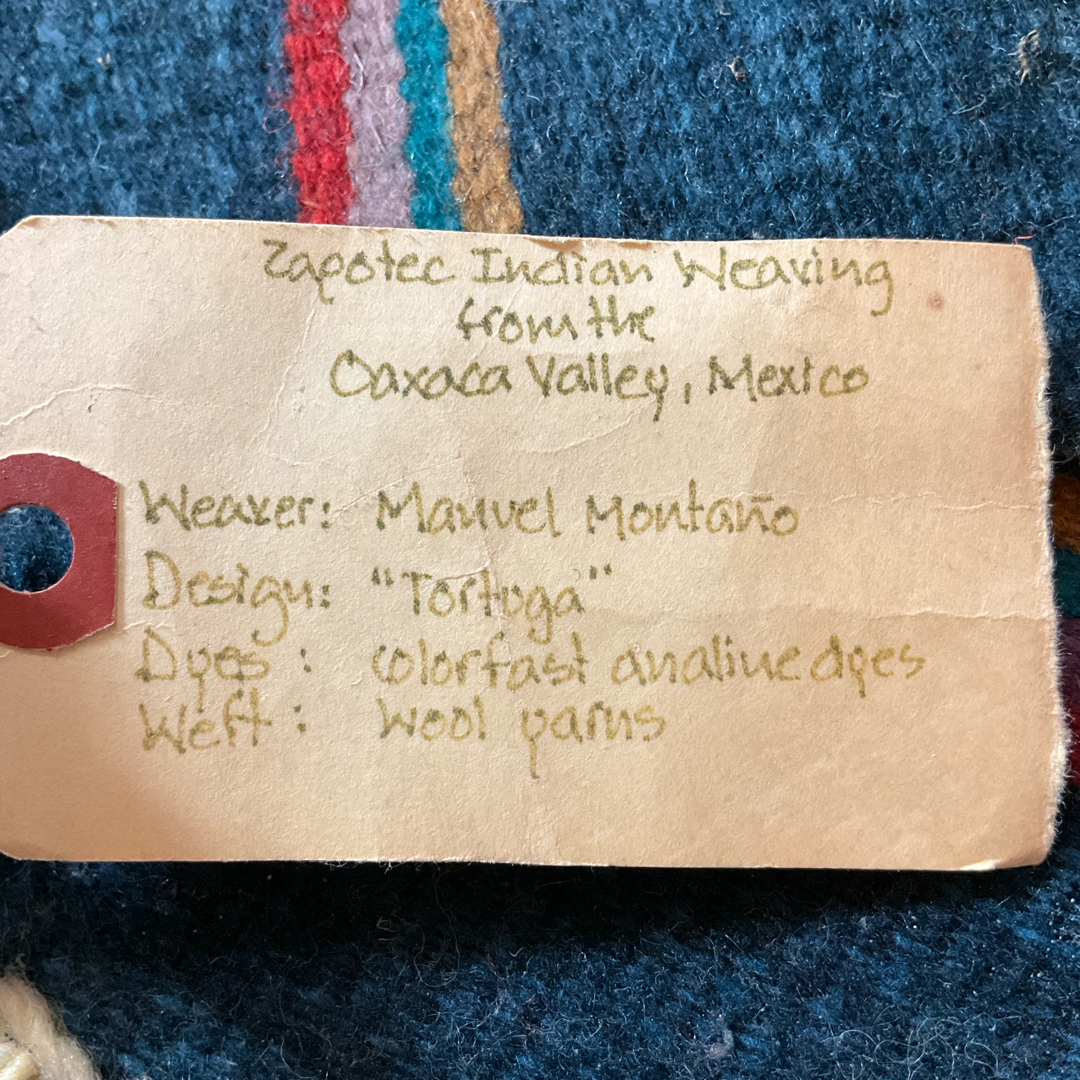 Zapotec Indian Weaving
from the
Oaxaca Valley, Mexico
Weaver: Manuel Montaño
Design: "Tortuga"
Dyes: colorfast analine dyes
Weft: Wool yarns